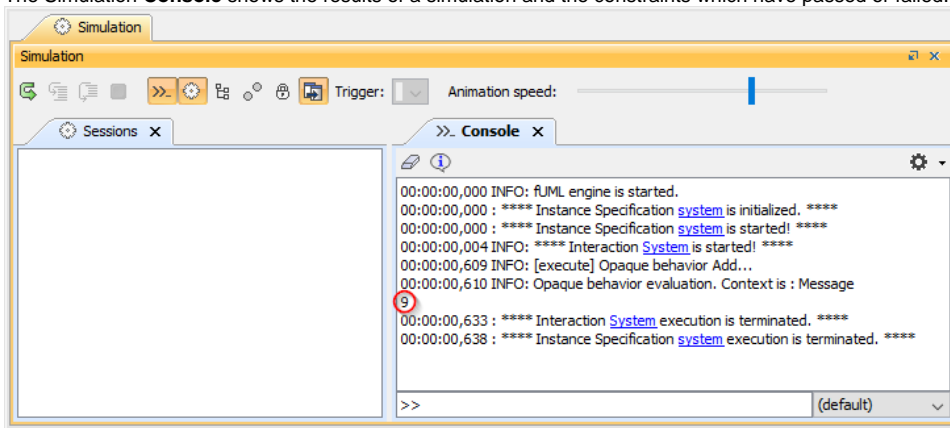 The Simulation Console shows the results of a simulation and the constraints which have passed or failed.
Simulation
Simulation
Trigger:
Animation speed:
Sessions
Console
00:00:00,000 INFO: fUML engine is started.
00:00:00,000 : **** Instance Specification system is initialized. ****
00:00:00,000 : **** Instance Specification system is started! ****
00:00:00,004 INFO: **** Interaction System is started! ****
00:00:00,609 INFO: [execute] Opaque behavior Add...
00:00:00,610 INFO: Opaque behavior evaluation. Context is : Message
9
00:00:00,633 : **** Interaction System execution is terminated. ****
00:00:00,638 : **** Instance Specification system execution is terminated. ****
>>
(default)